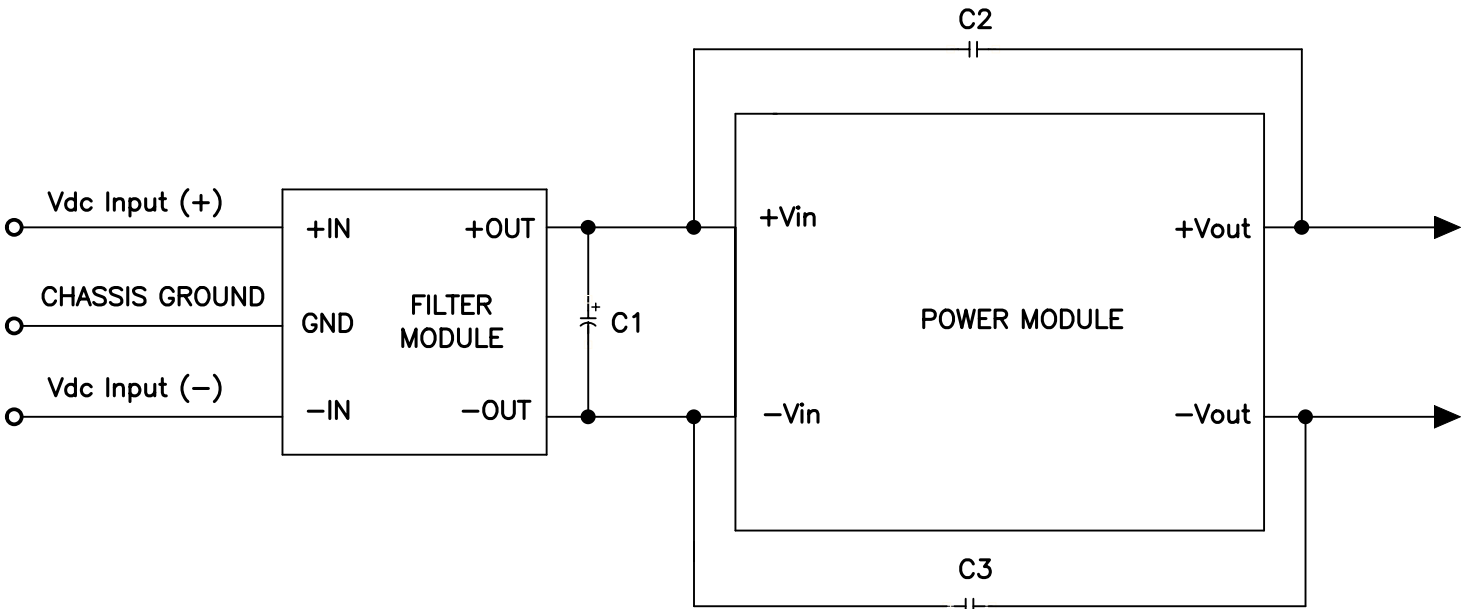 C2
Vdc Input (+)
+IN
+OUT
+Vin
+Vout
CHASSIS GROUND
GND
FILTER
MODULE
+
C1
POWER MODULE
Vdc Input (−)
−IN
−OUT
−Vin
−Vout
C3